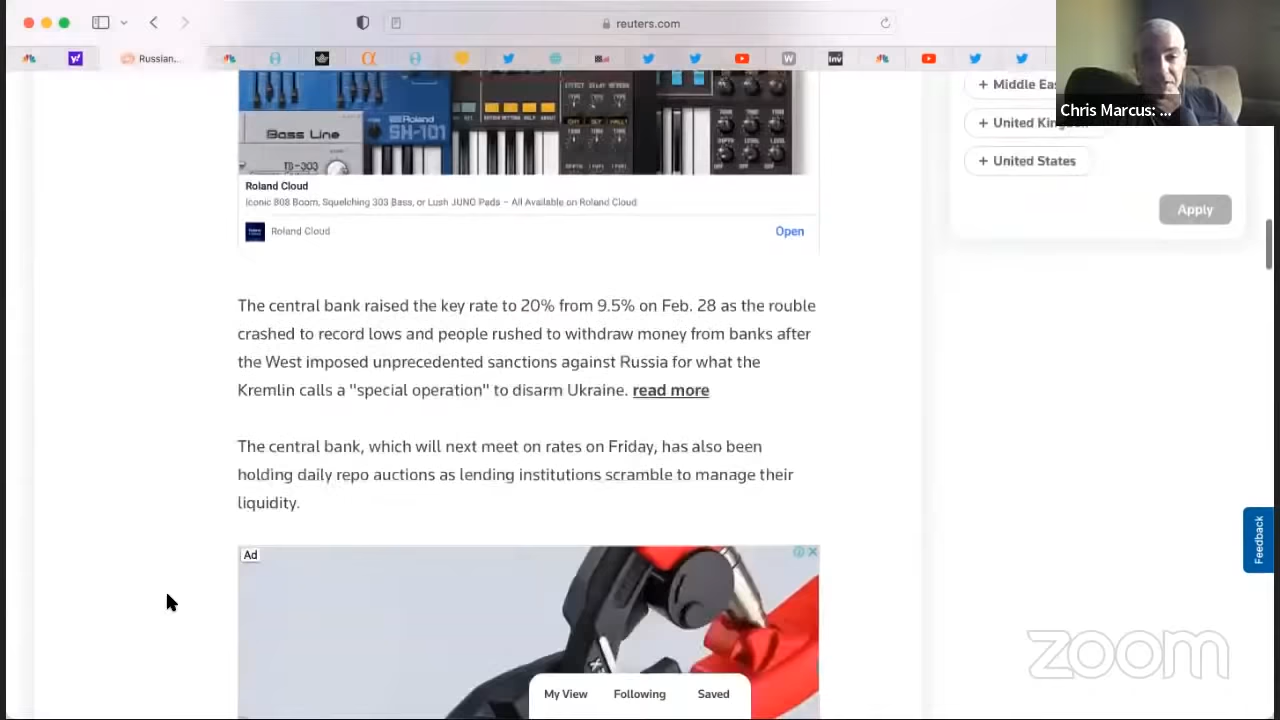 reuters.com
Russian...
W
Inv
Chris Marcus: ...
Bass Line
TB-303
Roland
SH-101
Roland Cloud
Iconic 808 Boom, Squelching 303 Bass, or Lush JUNO Pads – All Available on Roland Cloud
Roland Cloud
Open
+ Middle Eas
+ United Kingdo
+ United States
Apply
The central bank raised the key rate to 20% from 9.5% on Feb. 28 as the rouble
crashed to record lows and people rushed to withdraw money from banks after
the West imposed unprecedented sanctions against Russia for what the
Kremlin calls a "special operation" to disarm Ukraine. read more
The central bank, which will next meet on rates on Friday, has also been
holding daily repo auctions as lending institutions scramble to manage their
liquidity.
Feedback
Ad
My View
Following
Saved
zoom